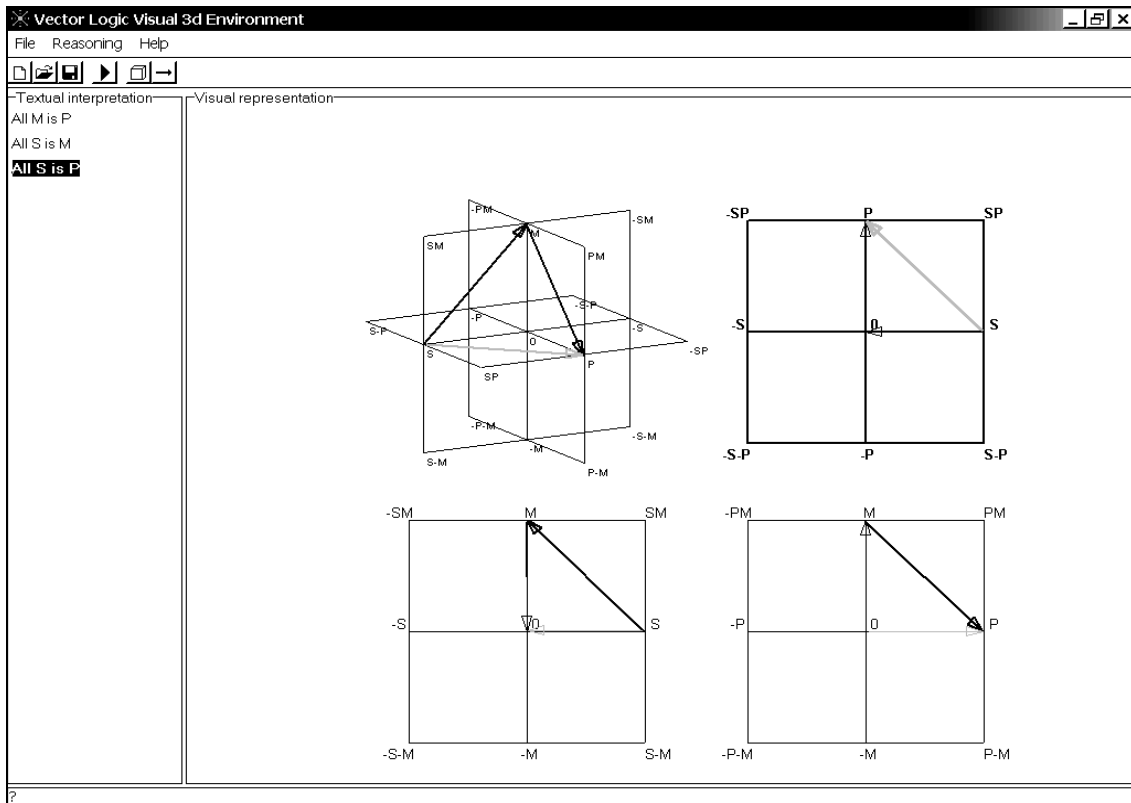 Vector Logic Visual 3d Environment
File Reasoning Help
Textual interpretation
All M is P
All S is M
All S is P
Visual representation
-PM
-SM
SM
M
PM
-S-P
S-P
-P
-S
0
S
-SP
SP
P
-P-M
-S-M
-M
S-M
P-M
-SP P SP
-S 0 S
-S-P -P S-P
-SM M SM
-S 0 S
-S-M -M S-M
-PM M PM
-P 0 P
-P-M -M P-M
?